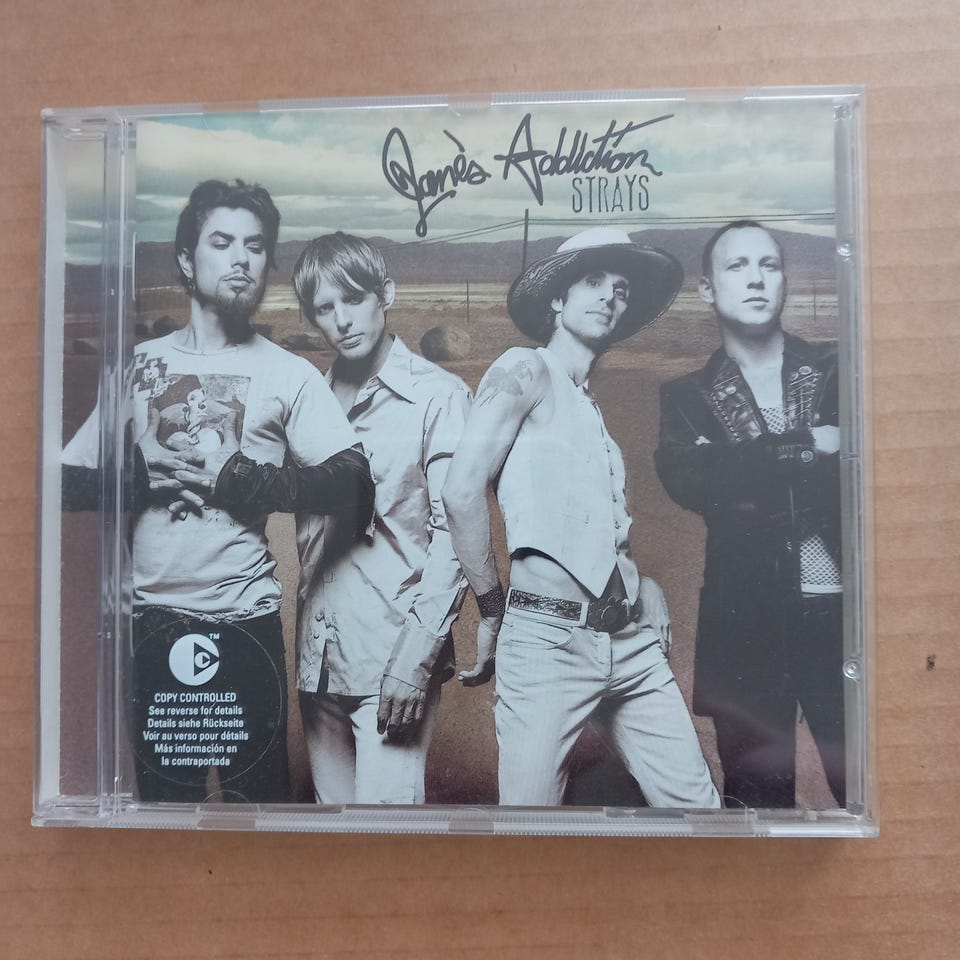 Jane's Addiction
STRAYS
™
C
COPY CONTROLLED
See reverse for details
Details siehe Rückseite
Voir au verso pour détails
Más información en
la contraportada